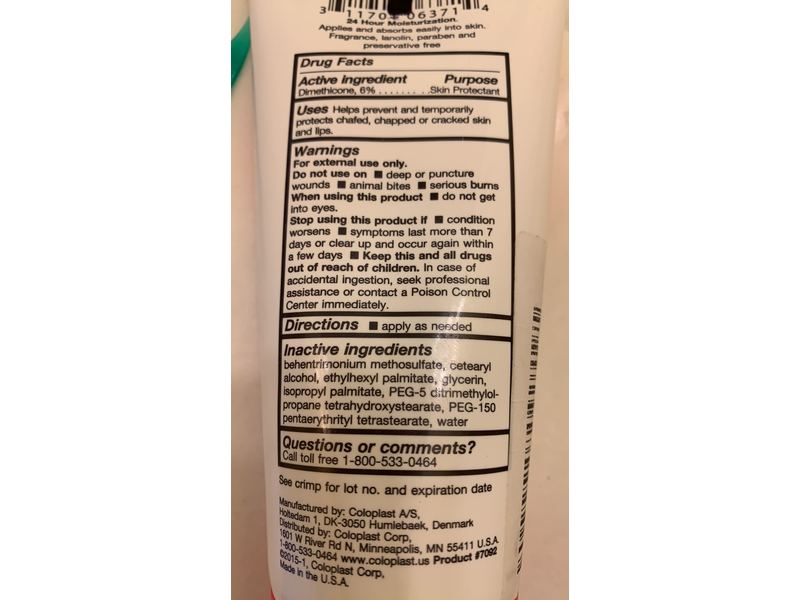 3 11704 06371 4
24 Hour Moisturization.
Applies and absorbs easily into skin.
Fragrance, lanolin, paraben and
preservative free
Drug Facts
Active Ingredient Purpose
Dimethicone, 6% . . . . . . . . Skin Protectant
Uses Helps prevent and temporarily
protects chafed, chapped or cracked skin
and lips.
Warnings
For external use only.
Do not use on ■ deep or puncture
wounds ■ animal bites ■ serious burns
When using this product ■ do not get
into eyes.
Stop using this product if ■ condition
worsens ■ symptoms last more than 7
days or clear up and occur again within
a few days ■ Keep this and all drugs
out of reach of children. In case of
accidental ingestion, seek professional
assistance or contact a Poison Control
Center immediately.
Directions ■ apply as needed
Inactive ingredients
behentrimonium methosulfate, cetearyl
alcohol, ethylhexyl palmitate, glycerin,
isopropyl palmitate, PEG-5 ditrimethylol-
propane tetrahydroxystearate, PEG-150
pentaerythrityl tetrastearate, water
Questions or comments?
Call toll free 1-800-533-0464
See crimp for lot no. and expiration date
Manufactured by: Coloplast A/S,
Holtedam 1, DK-3050 Humlebaek, Denmark
Distributed by: Coloplast Corp,
1601 W River Rd N, Minneapolis, MN 55411 U.S.A.
1-800-533-0464 www.coloplast.us Product #7092
©2015-1, Coloplast Corp,
Made in the U.S.A.